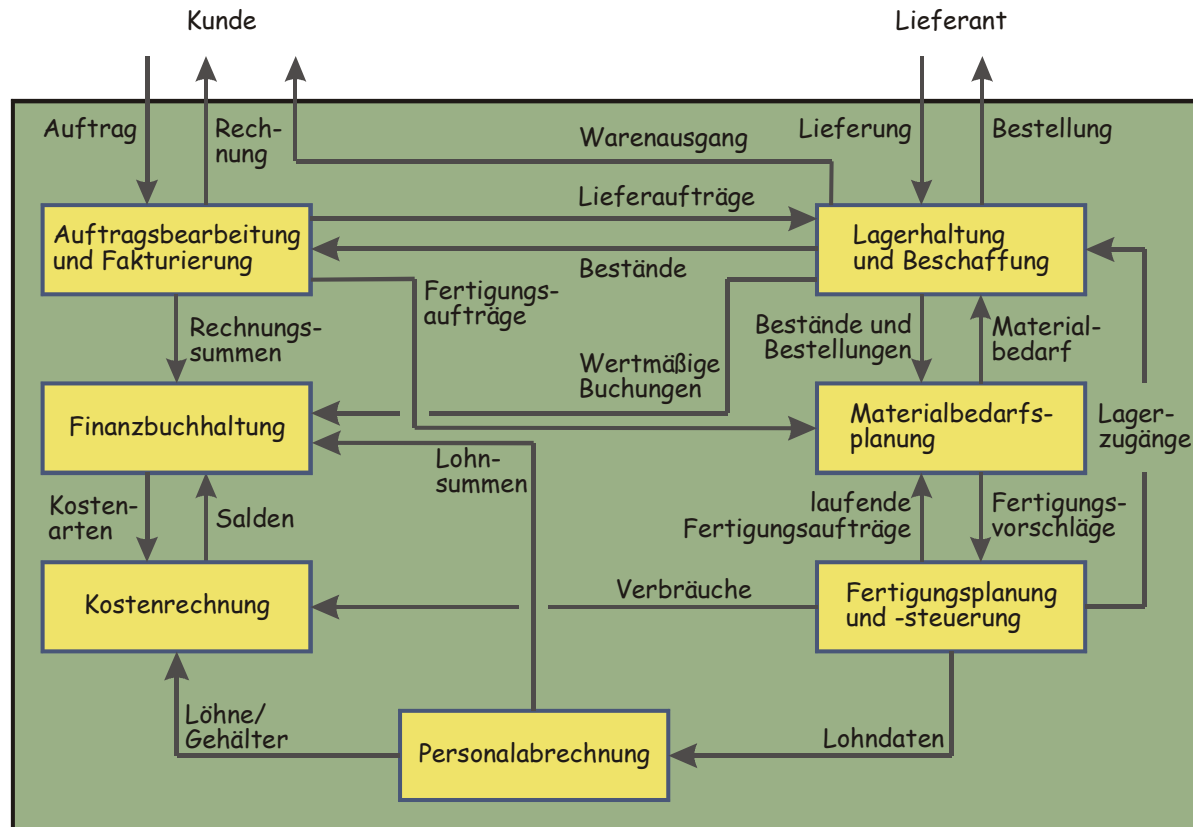 Kunde
Lieferant
Auftrag
Rech-
nung
Warenausgang
Lieferung
Bestellung
Lieferaufträge
Auftragsbearbeitung
und Fakturierung
Lagerhaltung
und Beschaffung
Bestände
Fertigungs-
aufträge
Rechnungs-
summen
Wertmäßige
Buchungen
Bestände und
Bestellungen
Material-
bedarf
Finanzbuchhaltung
Materialbedarfs-
planung
Lager-
zugänge
Lohn-
summen
Kosten-
arten
Salden
laufende
Fertigungsaufträge
Fertigungs-
vorschläge
Kostenrechnung
Verbräuche
Fertigungsplanung
und -steuerung
Löhne/
Gehälter
Personalabrechnung
Lohndaten